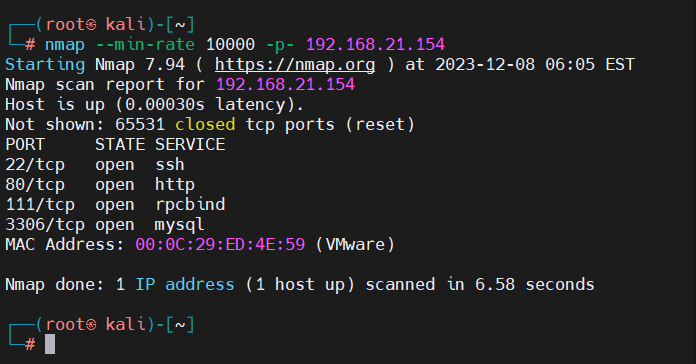 ┌──(root㉿ kali)-[~]
└─# nmap --min-rate 10000 -p- 192.168.21.154
Starting Nmap 7.94 ( https://nmap.org ) at 2023-12-08 06:05 EST
Nmap scan report for 192.168.21.154
Host is up (0.00030s latency).
Not shown: 65531 closed tcp ports (reset)
PORT     STATE SERVICE
22/tcp   open  ssh
80/tcp   open  http
111/tcp  open  rpcbind
3306/tcp open  mysql
MAC Address: 00:0C:29:ED:4E:59 (VMware)
Nmap done: 1 IP address (1 host up) scanned in 6.58 seconds
┌──(root㉿ kali)-[~]
└─#